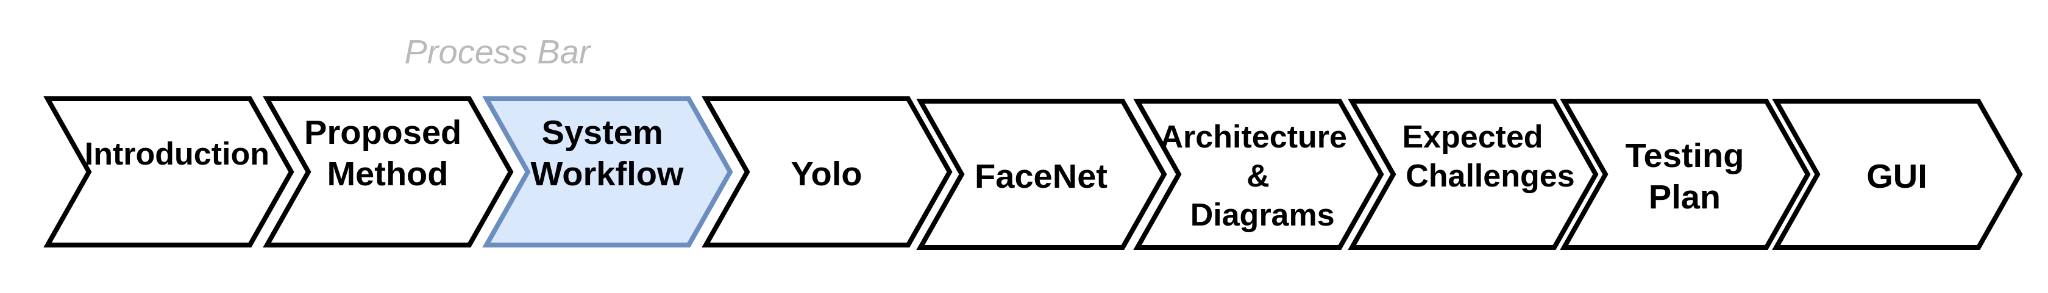 Process Bar
Introduction
Proposed
Method
System
Workflow
Yolo
FaceNet
Architecture
&
Diagrams
Expected
Challenges
Testing
Plan
GUI